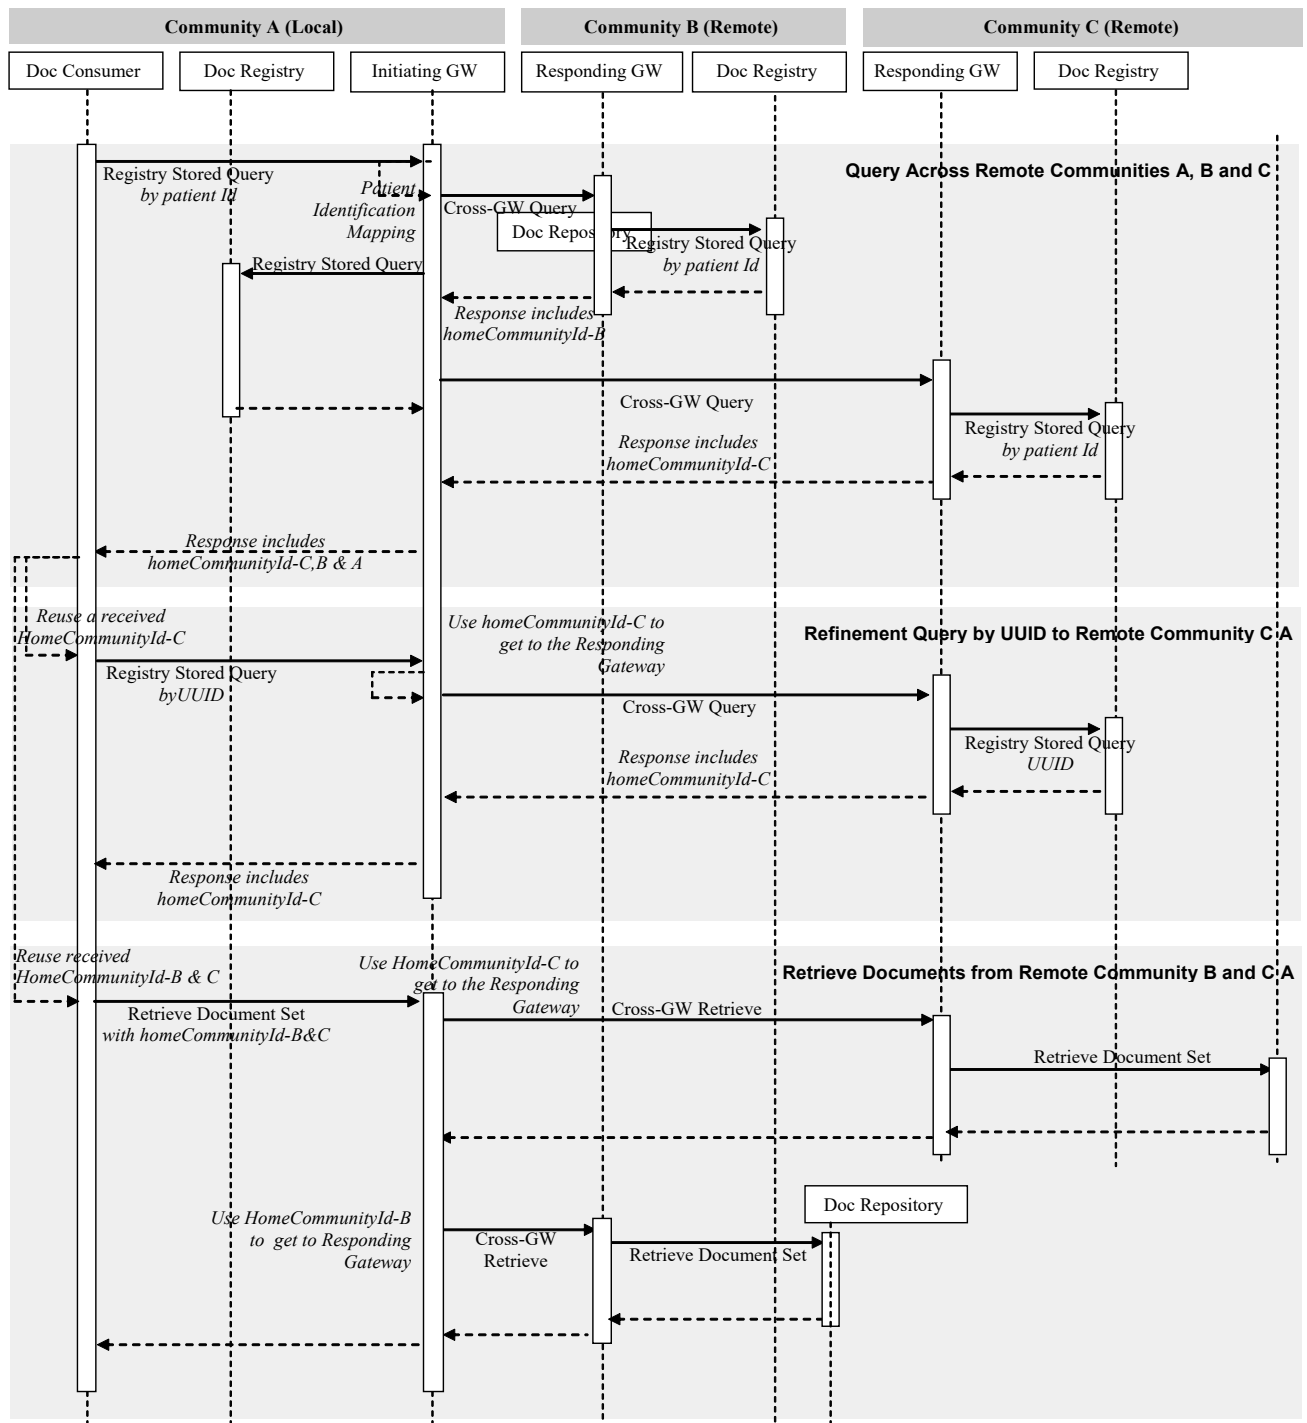 Community A (Local)
Community B (Remote)
Community C (Remote)
Doc Consumer
Doc Registry
Initiating GW
Responding GW
Doc Registry
Responding GW
Doc Registry
Query Across Remote Communities A, B and C
Registry Stored Query
by patient Id
Patient
Identification
Mapping
Cross-GW Query
Doc Repository
Registry Stored Query
by patient Id
Registry Stored Query
Response includes
homeCommunityId-B
Cross-GW Query
Registry Stored Query
by patient Id
Response includes
homeCommunityId-C
Response includes
homeCommunityId-C,B & A
Reuse a received
HomeCommunityId-C
Use homeCommunityId-C to
get to the Responding
Gateway
Refinement Query by UUID to Remote Community C A
Registry Stored Query
byUUID
Cross-GW Query
Registry Stored Query
UUID
Response includes
homeCommunityId-C
Response includes
homeCommunityId-C
Reuse received
HomeCommunityId-B & C
Use HomeCommunityId-C to
get to the Responding
Gateway
Retrieve Documents from Remote Community B and C A
Retrieve Document Set
with homeCommunityId-B&C
Cross-GW Retrieve
Retrieve Document Set
Doc Repository
Use HomeCommunityId-B
to get to Responding
Gateway
Cross-GW
Retrieve
Retrieve Document Set